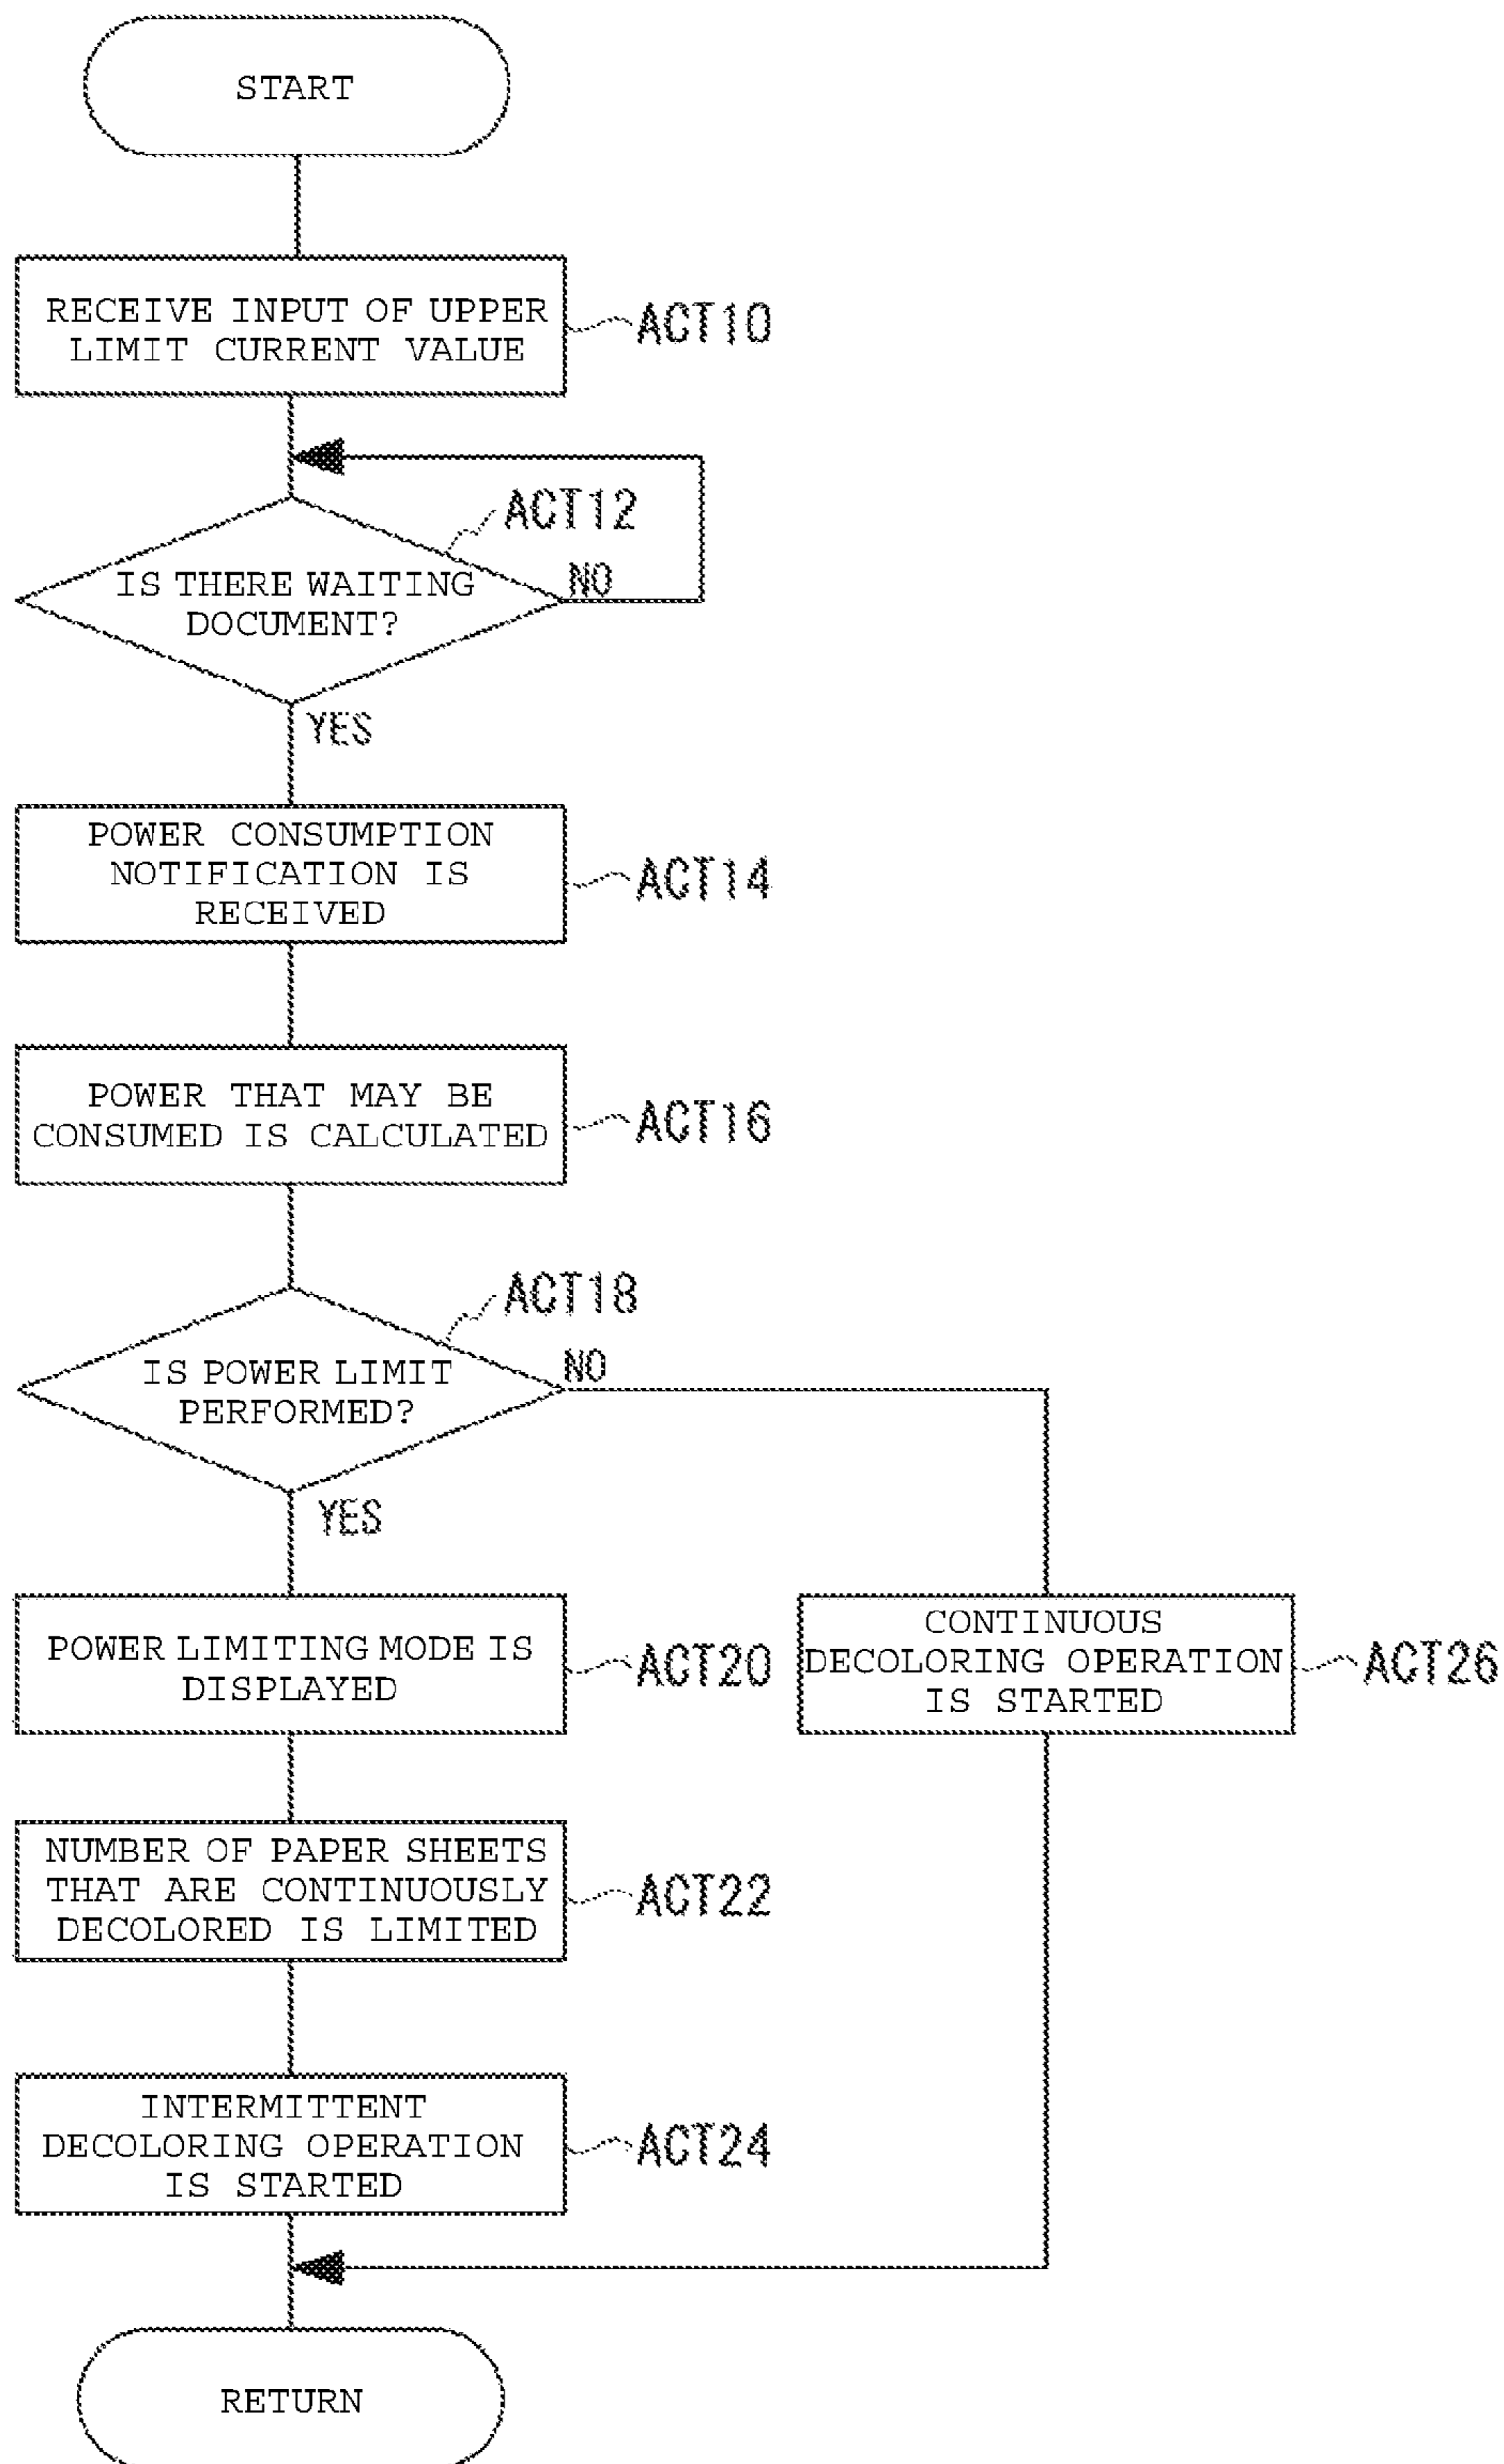 START
RECEIVE INPUT OF UPPER
LIMIT CURRENT VALUE
ACT10
ACT12
IS THERE WAITING
DOCUMENT?
NO
YES
POWER CONSUMPTION
NOTIFICATION IS
RECEIVED
ACT14
POWER THAT MAY BE
CONSUMED IS CALCULATED
ACT16
ACT18
IS POWER LIMIT
PERFORMED?
NO
YES
POWER LIMITING MODE IS
DISPLAYED
ACT20
CONTINUOUS
DECOLORING OPERATION
IS STARTED
ACT26
NUMBER OF PAPER SHEETS
THAT ARE CONTINUOUSLY
DECOLORED IS LIMITED
ACT22
INTERMITTENT
DECOLORING OPERATION
IS STARTED
ACT24
RETURN